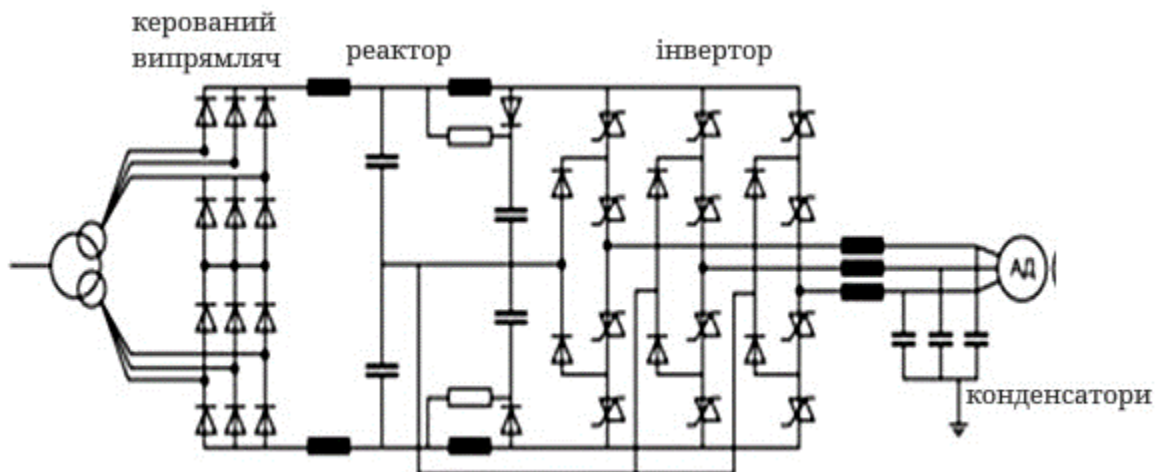 керований
випрямляч
реактор
інвертор
АД
конденсатори